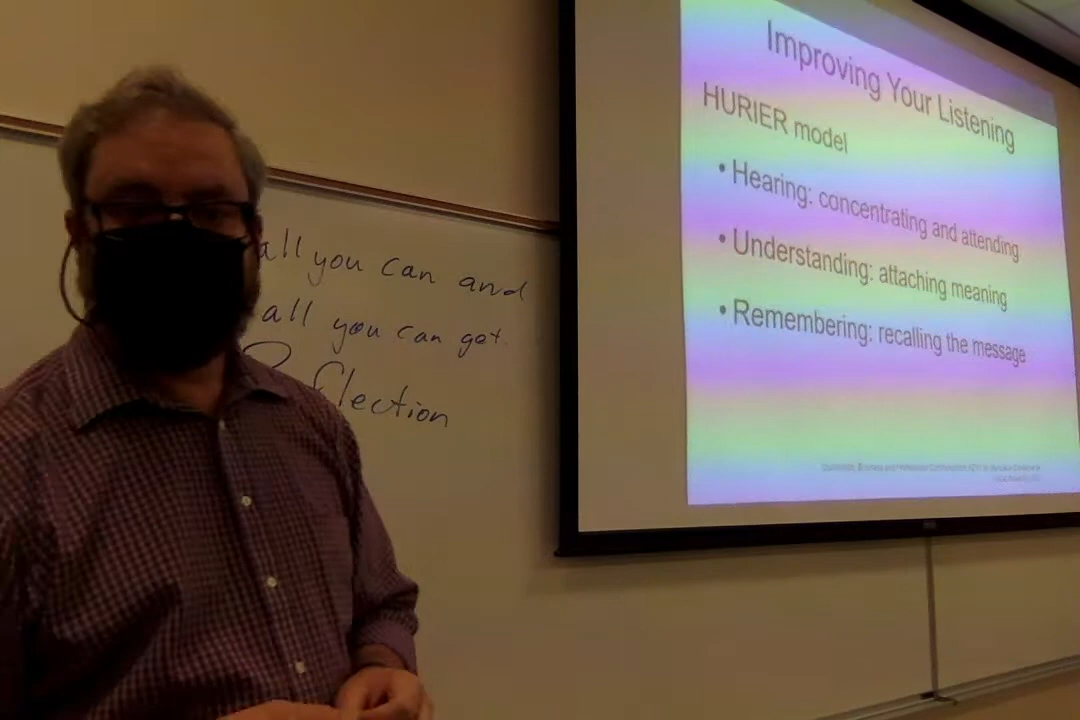 all you can and
all you can get.
Reflection
Improving Your Listening
HURIER model
• Hearing: concentrating and attending
• Understanding: attaching meaning
• Remembering: recalling the message